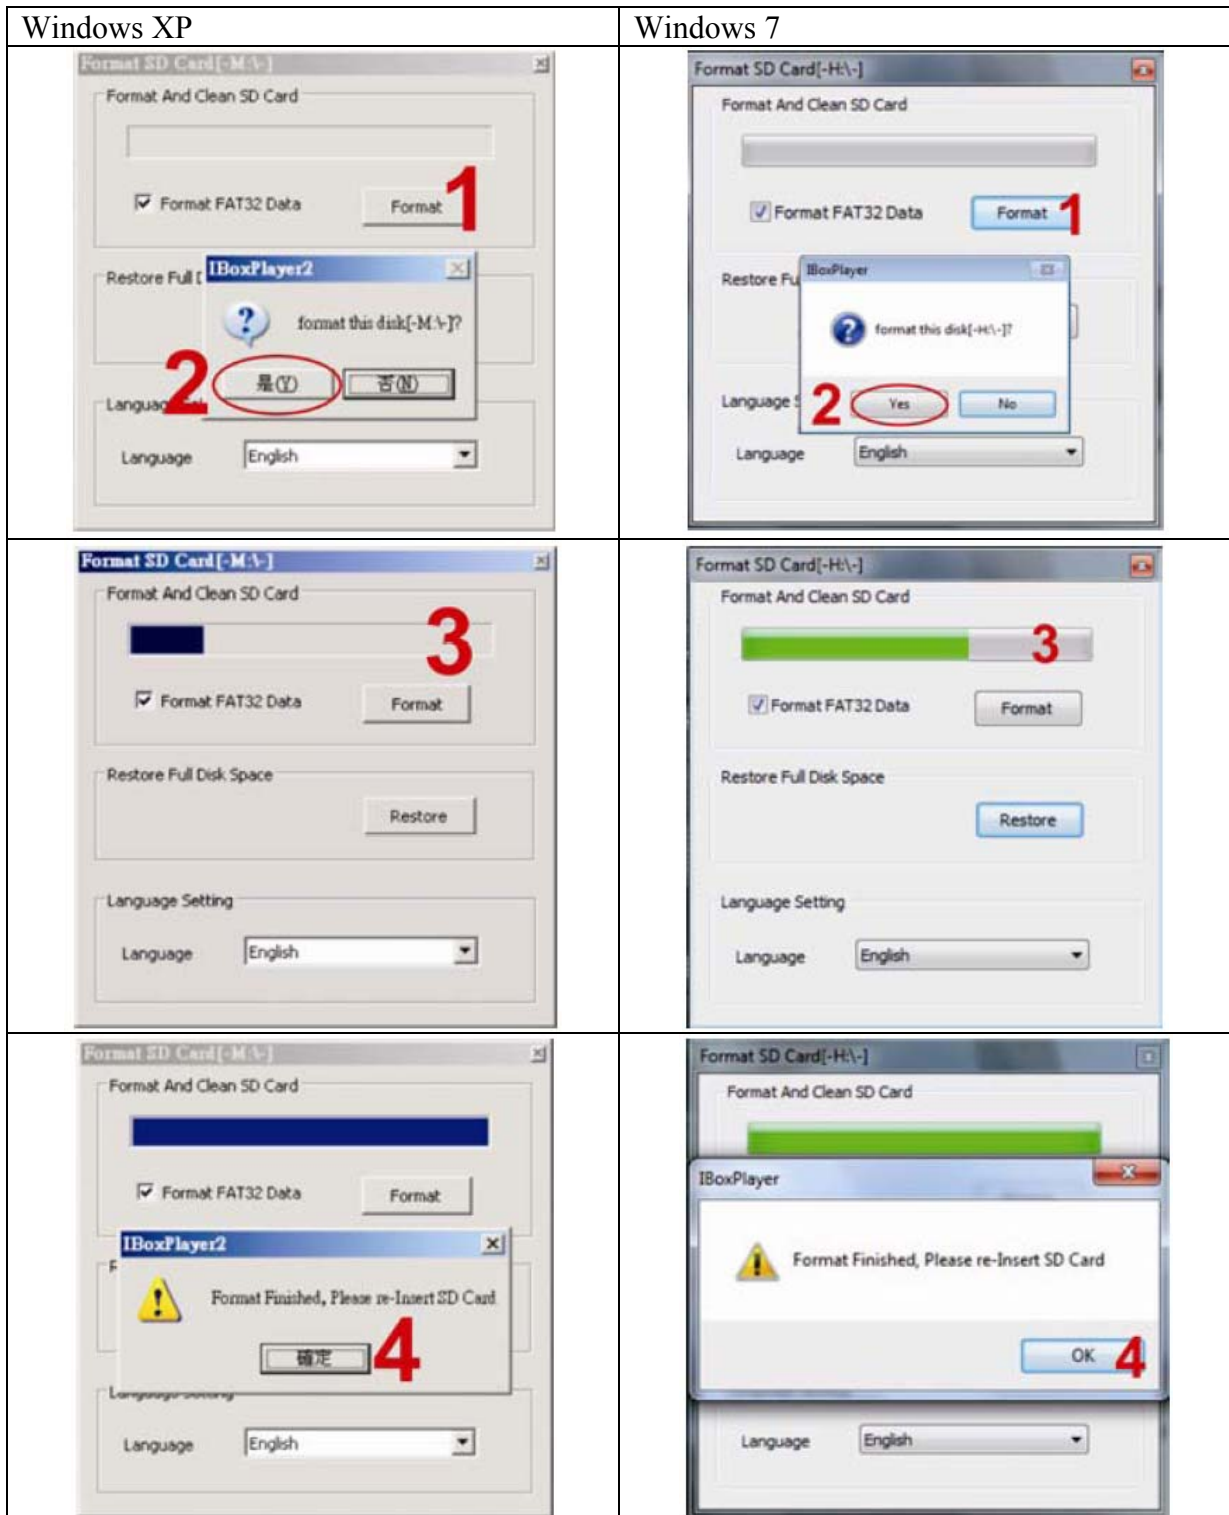 Windows XP
Windows 7
Format SD Card[-M:\-]
Format And Clean SD Card
Format FAT32 Data
Format
1
Restore Full D
IBoxPlayer2
format this disk[-M:\-]?
2
是(Y)
否(N)
Language
Language
English
Format SD Card[-H:\-]
Format And Clean SD Card
Format FAT32 Data
Format
1
Restore Fu
IBoxPlayer
format this disk[-H:\-]?
2
Yes
No
Language S
Language
English
Format SD Card[-M:\-]
Format And Clean SD Card
3
Format FAT32 Data
Format
Restore Full Disk Space
Restore
Language Setting
Language
English
Format SD Card[-H:\-]
Format And Clean SD Card
3
Format FAT32 Data
Format
Restore Full Disk Space
Restore
Language Setting
Language
English
Format SD Card[-M:\-]
Format And Clean SD Card
Format FAT32 Data
Format
IBoxPlayer2
Format Finished, Please re-Insert SD Card
確定
4
Language Setting
Language
English
Format SD Card[-H:\-]
Format And Clean SD Card
IBoxPlayer
Format Finished, Please re-Insert SD Card
OK
4
Language
English